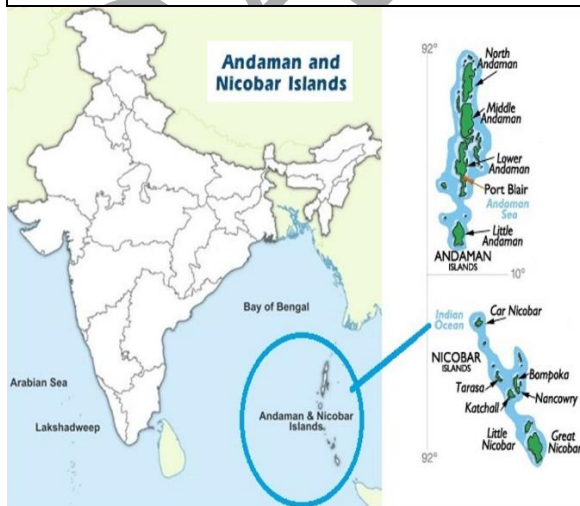 Andaman and
Nicobar Islands
Bay of Bengal
Arabian Sea
Lakshadweep
Andaman & Nicobar
Islands
92°
North
Andaman
Middle
Andaman
Lower
Andaman
Port Blair
Andaman
Sea
Little
Andaman
ANDAMAN
ISLANDS
10°
Indian
Ocean
Car Nicobar
NICOBAR
ISLANDS
Bompoka
Tarasa
Nancowry
Katchall
Little
Nicobar
Great
Nicobar
92°